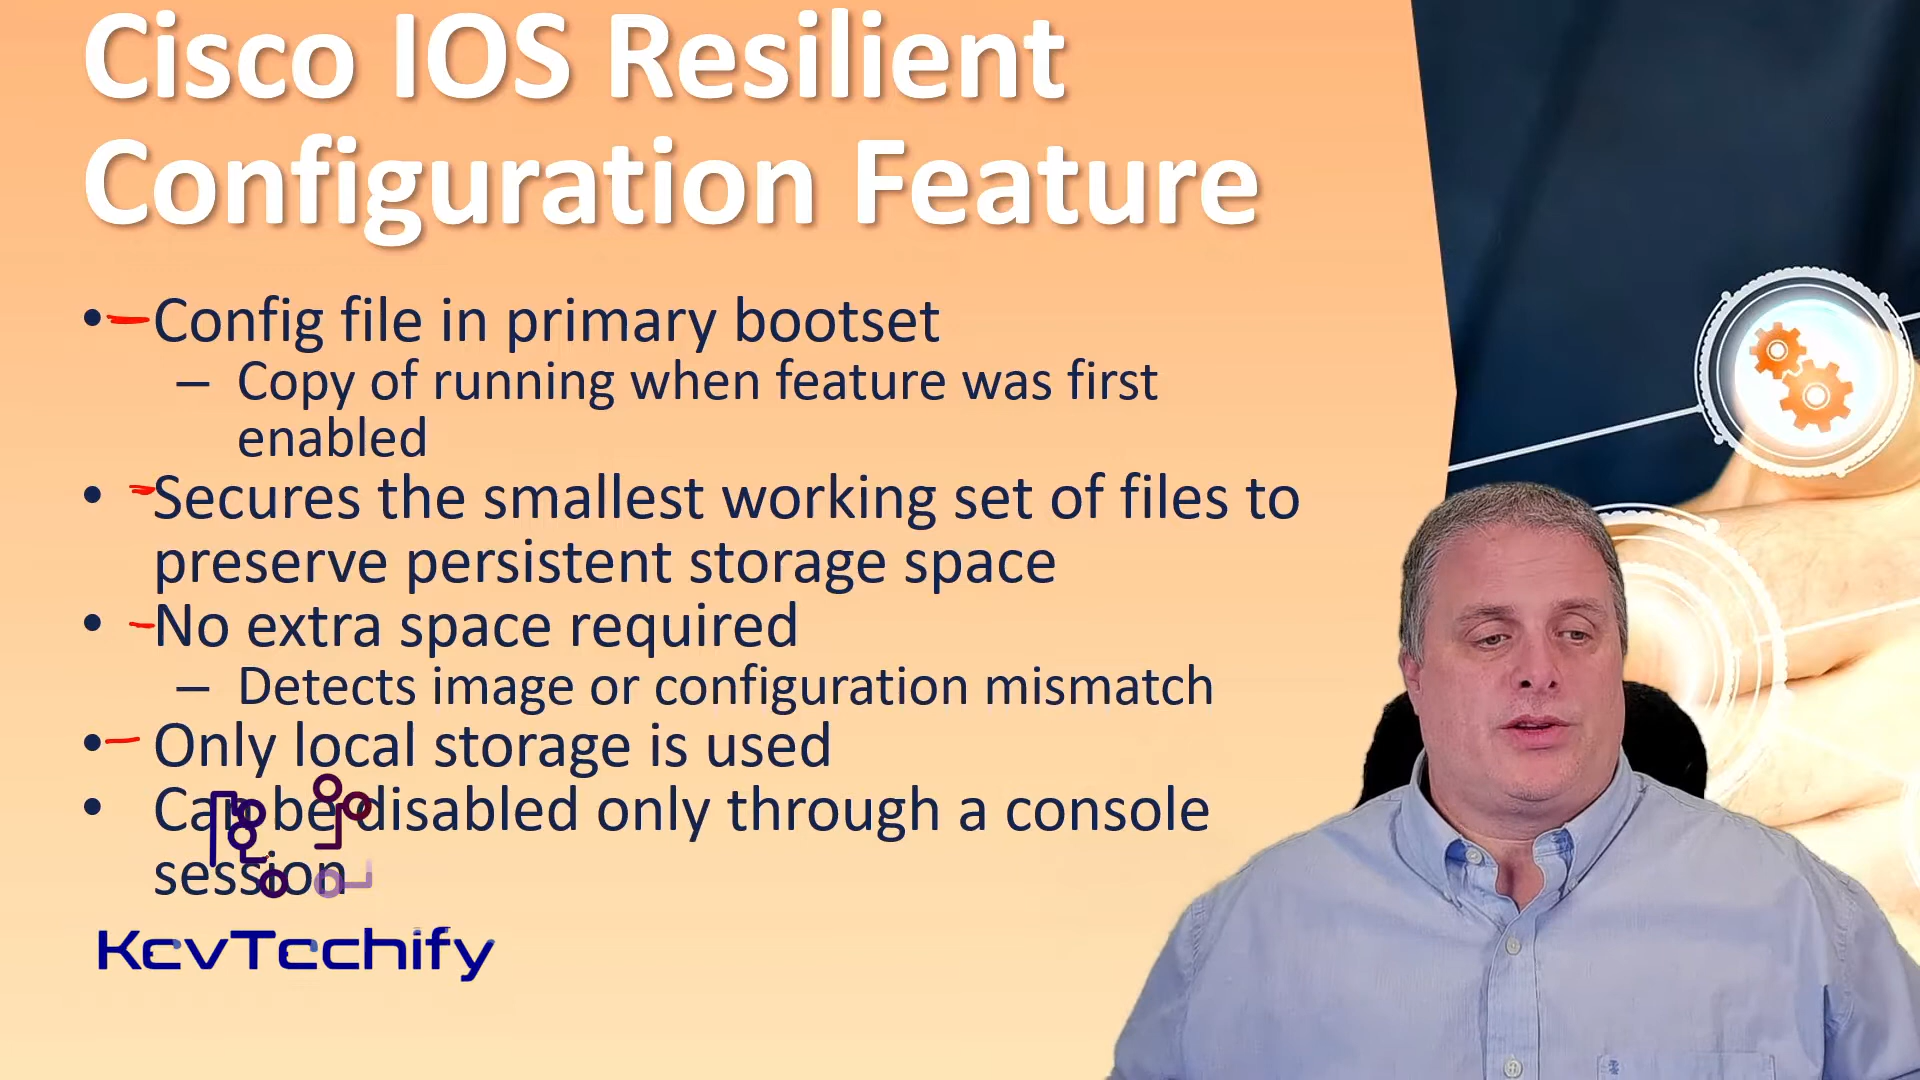 Cisco IOS Resilient
Configuration Feature
• Config file in primary bootset
– Copy of running when feature was first
enabled
• Secures the smallest working set of files to
preserve persistent storage space
• No extra space required
– Detects image or configuration mismatch
• Only local storage is used
• Can be disabled only through a console
session
KevTechify